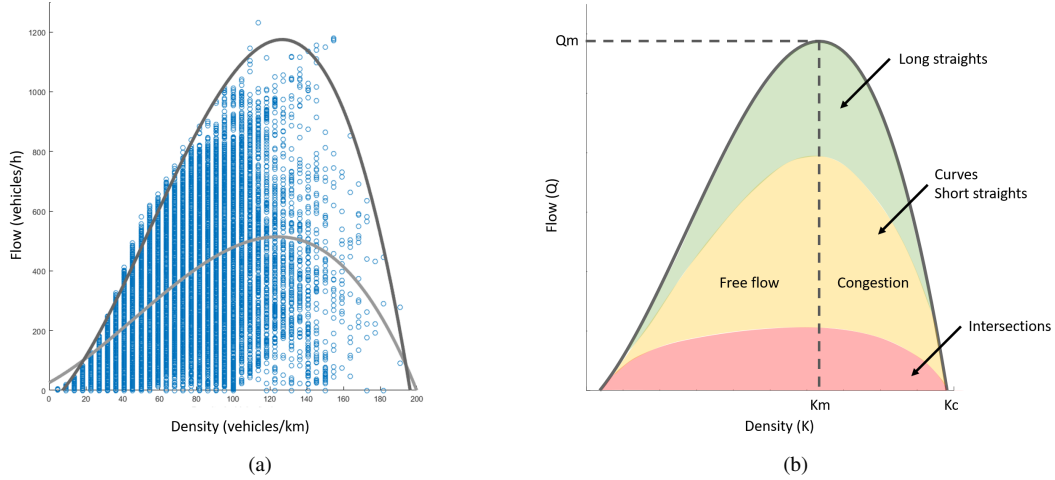 1200
1000
800
600
400
200
0
0 20 40 60 80 100 120 140 160 180 200
Flow (vehicles/h)
Density (vehicles/km)
(a)
Qm
Flow (Q)
Long straights
Curves
Short straights
Free flow
Congestion
Intersections
Km
Kc
Density (K)
(b)